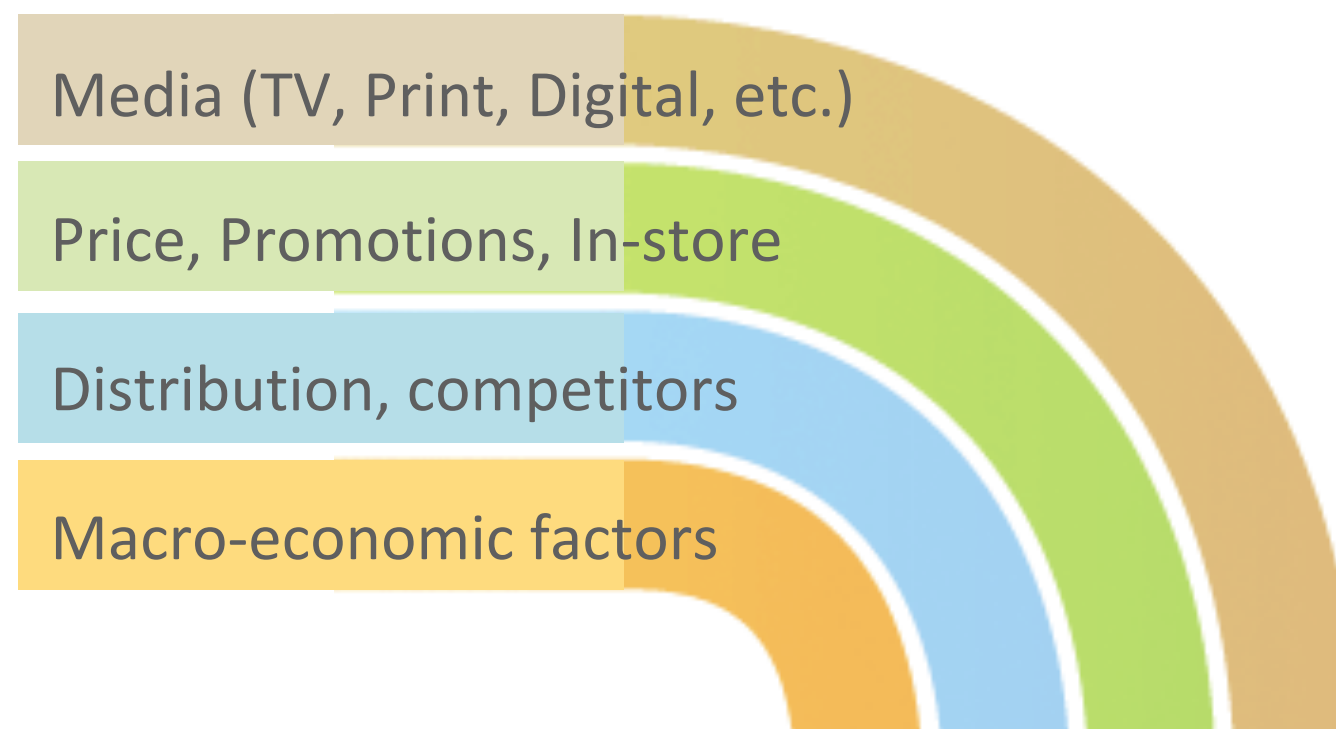 Media (TV, Print, Digital, etc.)
Price, Promotions, In-store
Distribution, competitors
Macro-economic factors